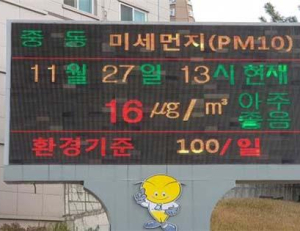 중동 미세먼지(PM10)
11월 27일 13시 현재
16 μg/㎥ 아주 좋음
환경기준 100/일